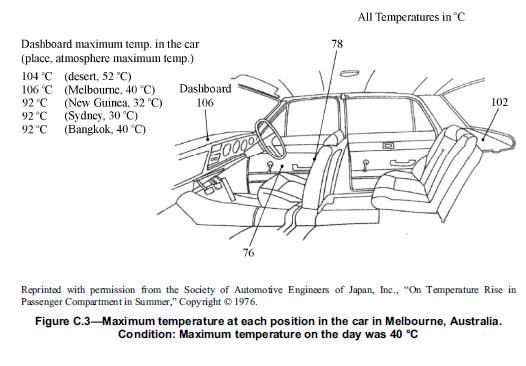 All Temperatures in °C
Dashboard maximum temp. in the car
(place, atmosphere maximum temp.)
104 °C (desert, 52 °C)
106 °C (Melbourne, 40 °C)
92 °C (New Guinea, 32 °C)
92 °C (Sydney, 30 °C)
92 °C (Bangkok, 40 °C)
78
Dashboard
106
102
76
Reprinted with permission from the Society of Automotive Engineers of Japan, Inc., “On Temperature Rise in
Passenger Compartment in Summer,” Copyright © 1976.
Figure C.3—Maximum temperature at each position in the car in Melbourne, Australia.
Condition: Maximum temperature on the day was 40 °C